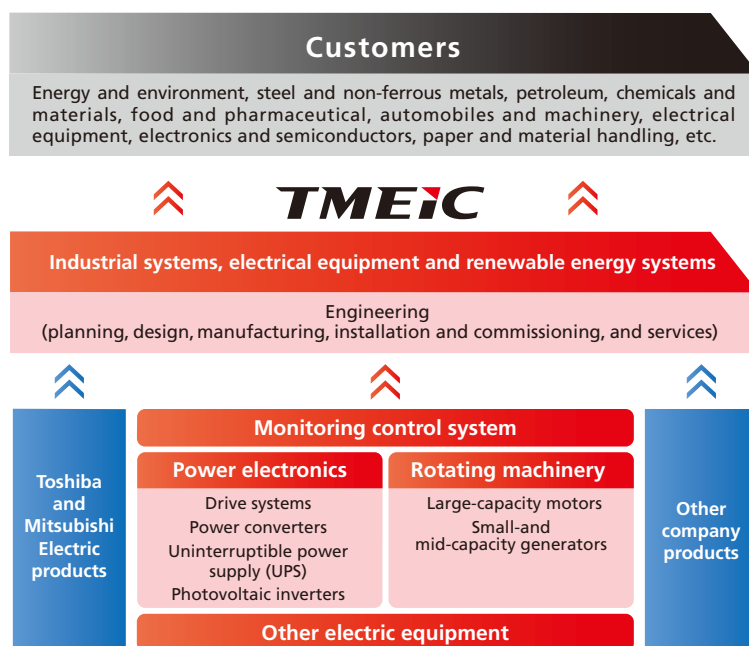 Customers
Energy and environment, steel and non-ferrous metals, petroleum, chemicals and
materials, food and pharmaceutical, automobiles and machinery, electrical
equipment, electronics and semiconductors, paper and material handling, etc.
TMEiC
Industrial systems, electrical equipment and renewable energy systems
Engineering
(planning, design, manufacturing, installation and commissioning, and services)
Toshiba
and
Mitsubishi
Electric
products
Monitoring control system
Power electronics
Drive systems
Power converters
Uninterruptible power
supply (UPS)
Photovoltaic inverters
Rotating machinery
Large-capacity motors
Small-and
mid-capacity generators
Other electric equipment
Other
company
products